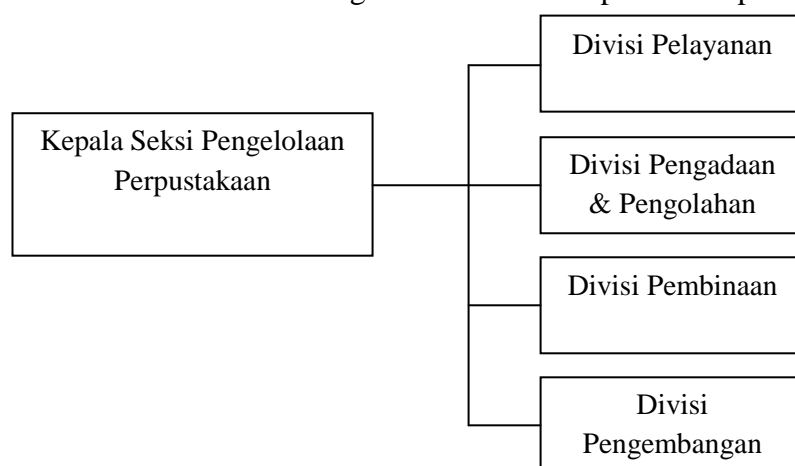 Divisi Pelayanan
Kepala Seksi Pengelolaan
Perpustakaan
Divisi Pengadaan
& Pengolahan
Divisi Pembinaan
Divisi
Pengembangan